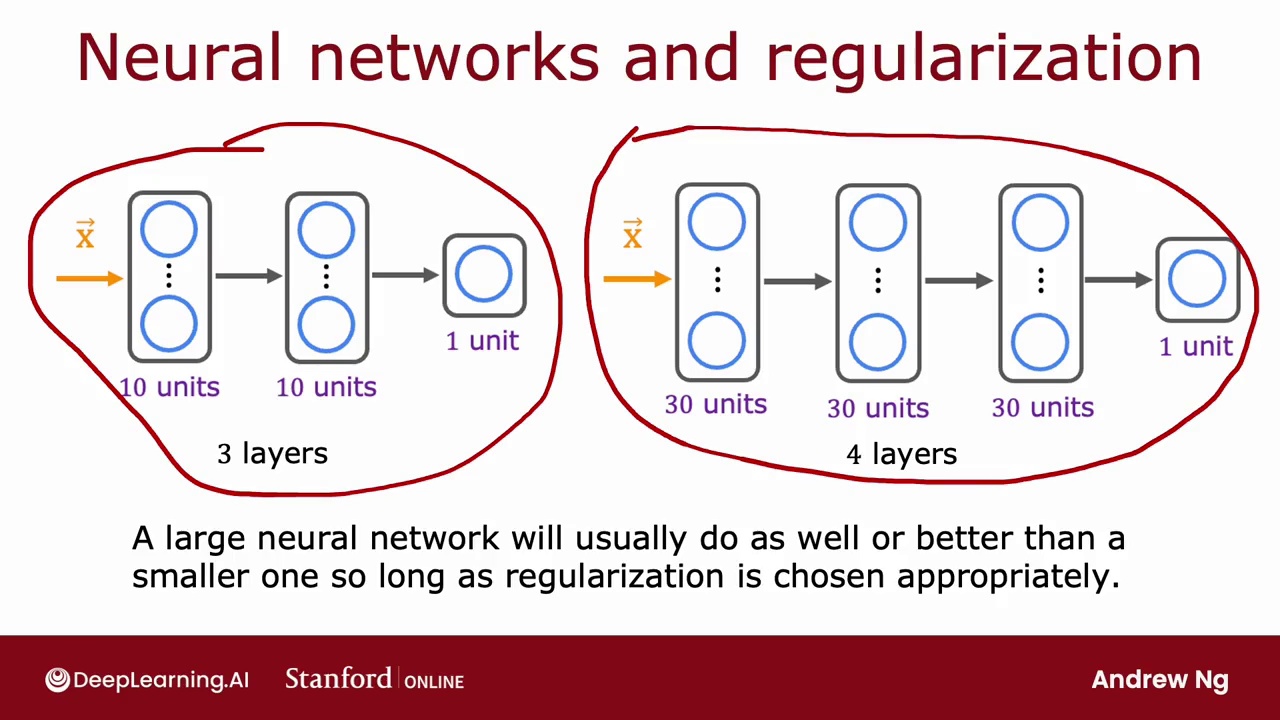 Neural networks and regularization
x⃗
10 units
10 units
1 unit
3 layers
x⃗
30 units
30 units
30 units
1 unit
4 layers
A large neural network will usually do as well or better than a
smaller one so long as regularization is chosen appropriately.
DeepLearning.AI
Stanford | ONLINE
Andrew Ng